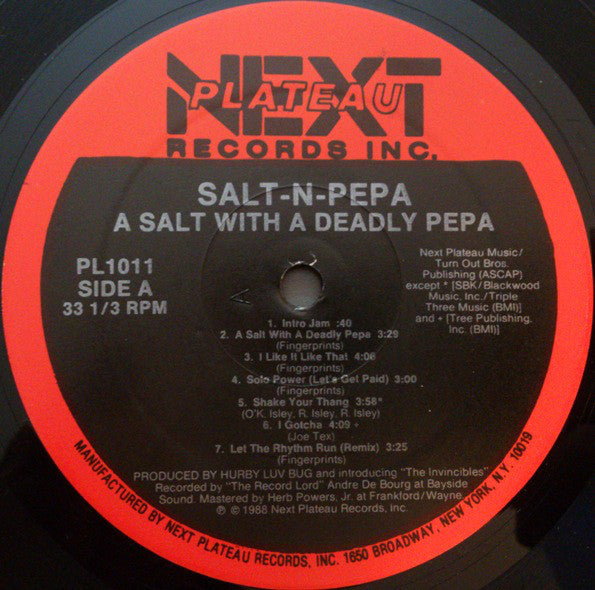 NEXT
PLATEAU
RECORDS INC.
SALT-N-PEPA
A SALT WITH A DEADLY PEPA
PL1011
SIDE A
33 1/3 RPM
Next Plateau Music/
Turn Out Bros.
Publishing (ASCAP)
except * [SBK/Blackwood
Music, Inc./Triple
Three Music (BMI)]
and + [Tree Publishing,
Inc. (BMI)]
1. Intro Jam :40
2. A Salt With A Deadly Pepa 3:29
(Fingerprints)
3. I Like It Like That 4:06
(Fingerprints)
4. Solo Power (Let's Get Paid) 3:00
(Fingerprints)
5. Shake Your Thang 3:58*
(O'K. Isley, R. Isley, R. Isley)
6. I Gotcha 4:09 +
(Joe Tex)
7. Let The Rhythm Run (Remix) 3:25
(Fingerprints)
PRODUCED BY HURBY LUV BUG and introducing "The Invincibles"
Recorded by "The Record Lord" Andre De Bourg at Bayside
Sound. Mastered by Herb Powers, Jr. at Frankford/Wayne
℗ © 1988 Next Plateau Records, Inc.
MANUFACTURED BY NEXT PLATEAU RECORDS, INC. 1650 BROADWAY, NEW YORK, N.Y. 10019